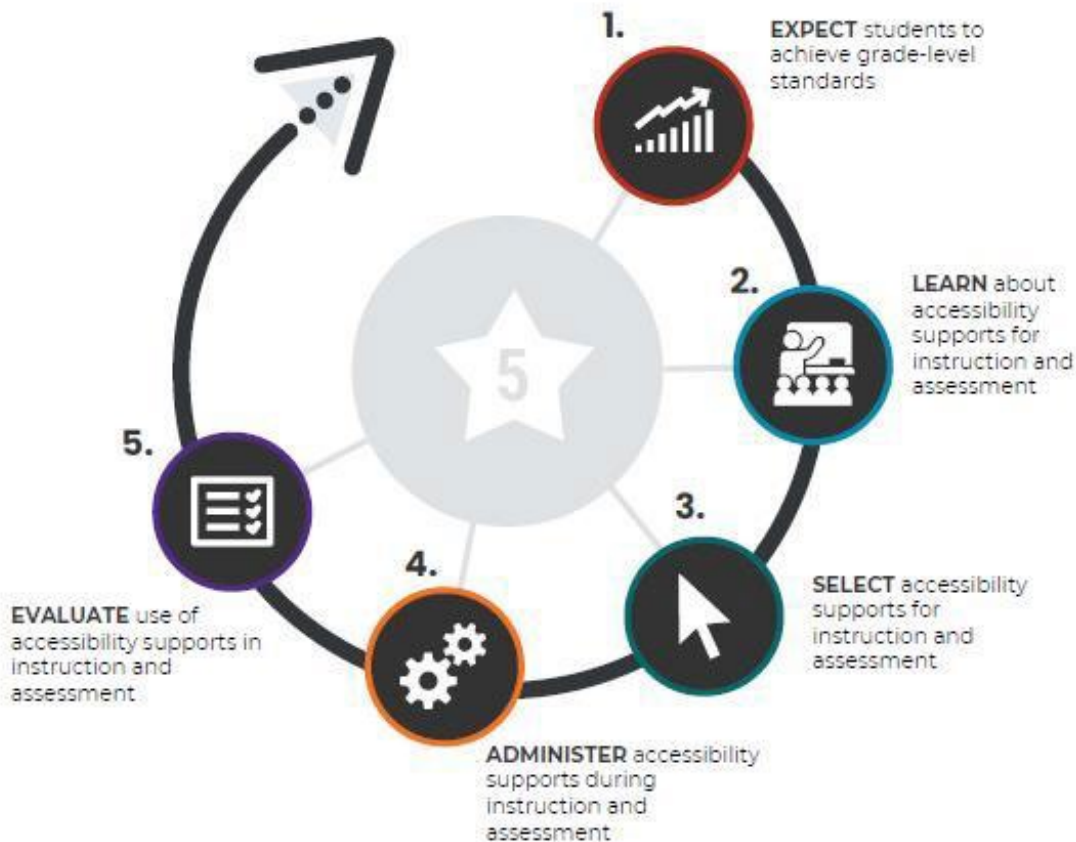 1.
EXPECT students to
achieve grade-level
standards
2.
LEARN about
accessibility
supports for
instruction and
assessment
3.
SELECT accessibility
supports for
instruction and
assessment
4.
ADMINISTER accessibility
supports during
instruction and
assessment
5.
EVALUATE use of
accessibility supports in
instruction and
assessment
5